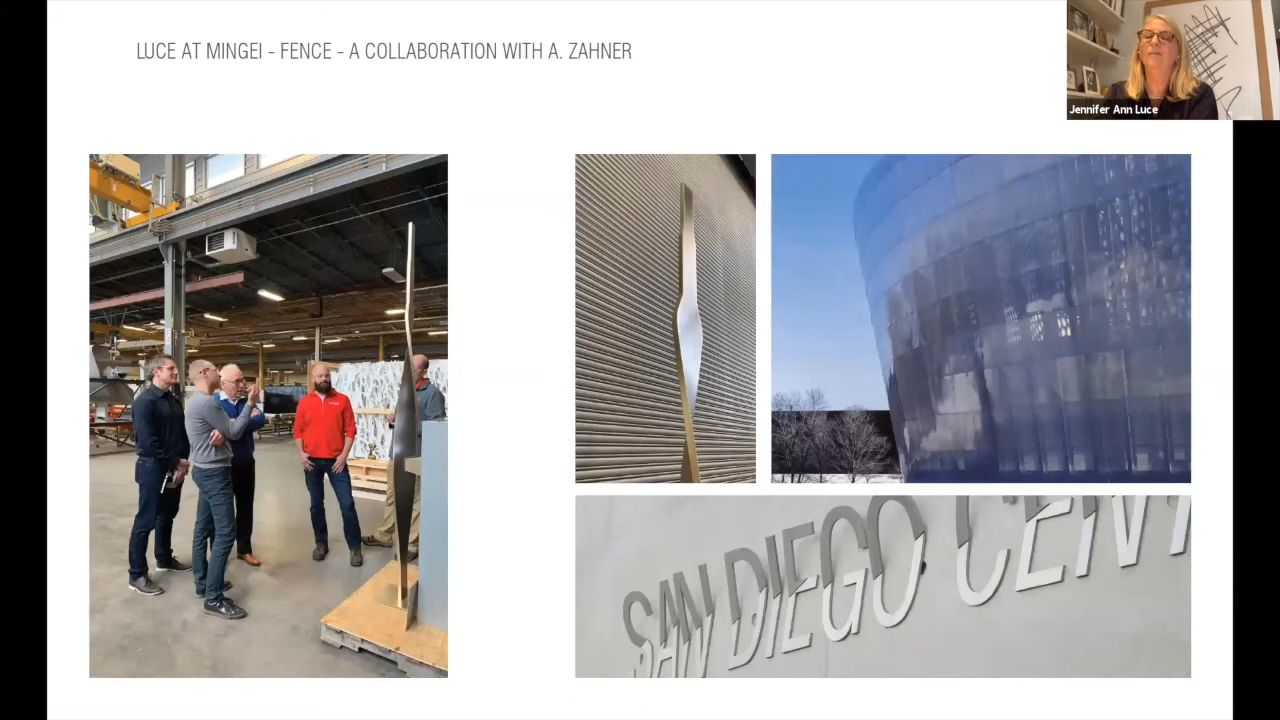 LUCE AT MINGEI - FENCE - A COLLABORATION WITH A. ZAHNER
Jennifer Ann Luce
SAN DIEGO CENT